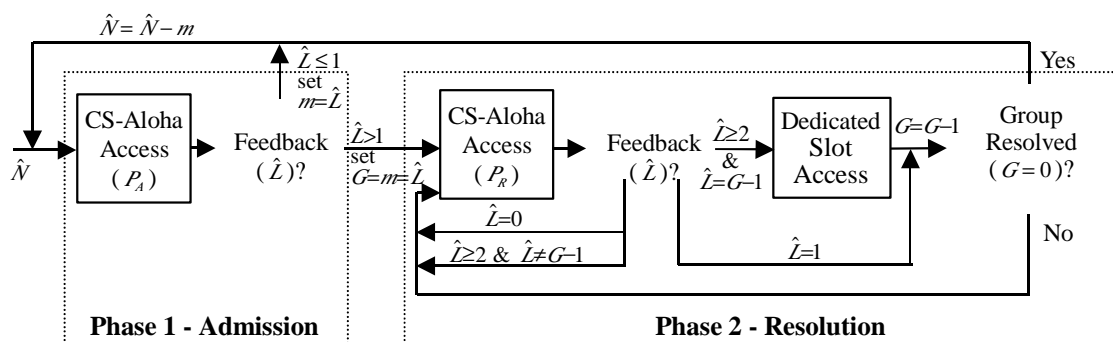 N̂ = N̂ − m
L̂ ≤ 1
set
m=L̂
Yes
N̂
CS-Aloha
Access
( P_A )
Feedback
( L̂ )?
L̂>1
set
G=m=L̂
CS-Aloha
Access
( P_R )
Feedback
( L̂ )?
L̂≥2
&
L̂=G−1
Dedicated
Slot
Access
G=G−1
Group
Resolved
( G=0 )?
L̂=0
L̂≥2 & L̂≠G−1
L̂=1
No
Phase 1 - Admission
Phase 2 - Resolution